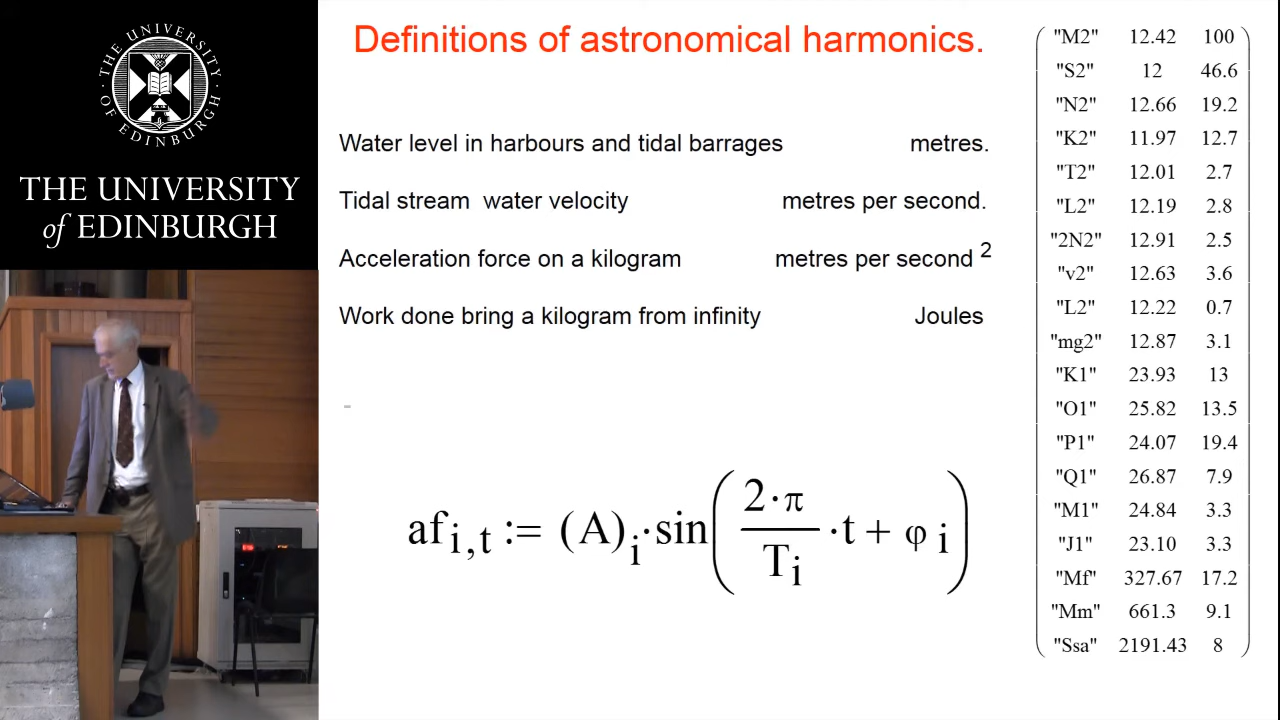 THE UNIVERSITY
OF EDINBURGH
THE UNIVERSITY
of EDINBURGH
Definitions of astronomical harmonics.
Water level in harbours and tidal barrages metres.
Tidal stream water velocity metres per second.
Acceleration force on a kilogram metres per second 2
Work done bring a kilogram from infinity Joules
-
af i,t := (A) i · sin( 2·π / T i · t + φ i )
"M2" 12.42 100
"S2" 12 46.6
"N2" 12.66 19.2
"K2" 11.97 12.7
"T2" 12.01 2.7
"L2" 12.19 2.8
"2N2" 12.91 2.5
"v2" 12.63 3.6
"L2" 12.22 0.7
"mg2" 12.87 3.1
"K1" 23.93 13
"O1" 25.82 13.5
"P1" 24.07 19.4
"Q1" 26.87 7.9
"M1" 24.84 3.3
"J1" 23.10 3.3
"Mf" 327.67 17.2
"Mm" 661.3 9.1
"Ssa" 2191.43 8